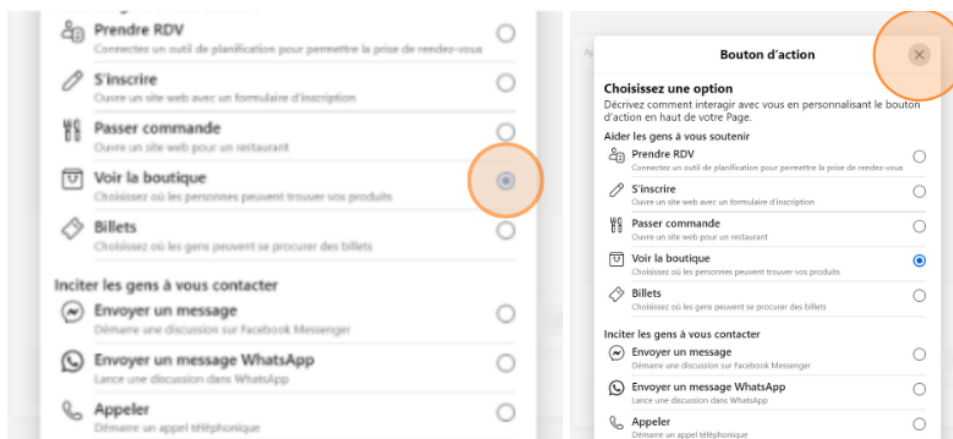 Prendre RDV
Connectez un outil de planification pour permettre la prise de rendez-vous
S'inscrire
Ouvre un site web avec un formulaire d'inscription
Passer commande
Ouvre un site web pour un restaurant
Voir la boutique
Choisissez où les personnes peuvent trouver vos produits
Billets
Choisissez où les gens peuvent se procurer des billets
Inciter les gens à vous contacter
Envoyer un message
Démarre une discussion sur Facebook Messenger
Envoyer un message WhatsApp
Lance une discussion dans WhatsApp
Appeler
Démarre un appel téléphonique
Bouton d'action
Choisissez une option
Décrivez comment interagir avec vous en personnalisant le bouton
d'action en haut de votre Page.
Aider les gens à vous soutenir
Prendre RDV
Connectez un outil de planification pour permettre la prise de rendez-vous
S'inscrire
Ouvre un site web avec un formulaire d'inscription
Passer commande
Ouvre un site web pour un restaurant
Voir la boutique
Choisissez où les personnes peuvent trouver vos produits
Billets
Choisissez où les gens peuvent se procurer des billets
Inciter les gens à vous contacter
Envoyer un message
Démarre une discussion sur Facebook Messenger
Envoyer un message WhatsApp
Lance une discussion dans WhatsApp
Appeler
Démarre un appel téléphonique